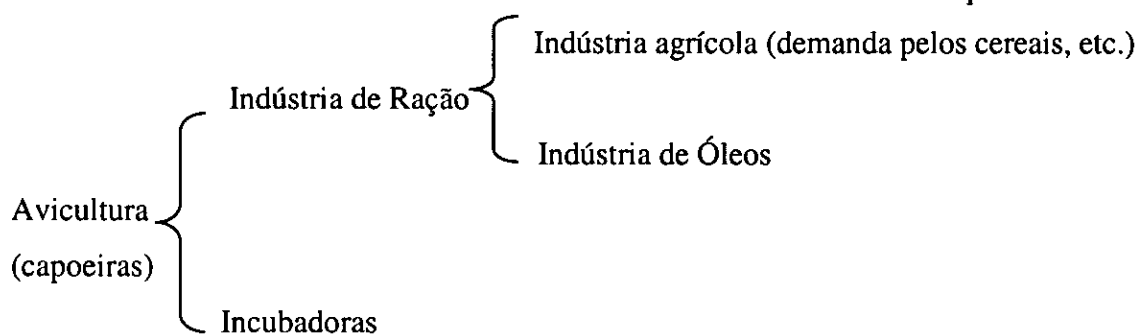 Indústria agrícola (demanda pelos cereais, etc.)
Indústria de Ração
Indústria de Óleos
Avicultura
(capoeiras)
Incubadoras